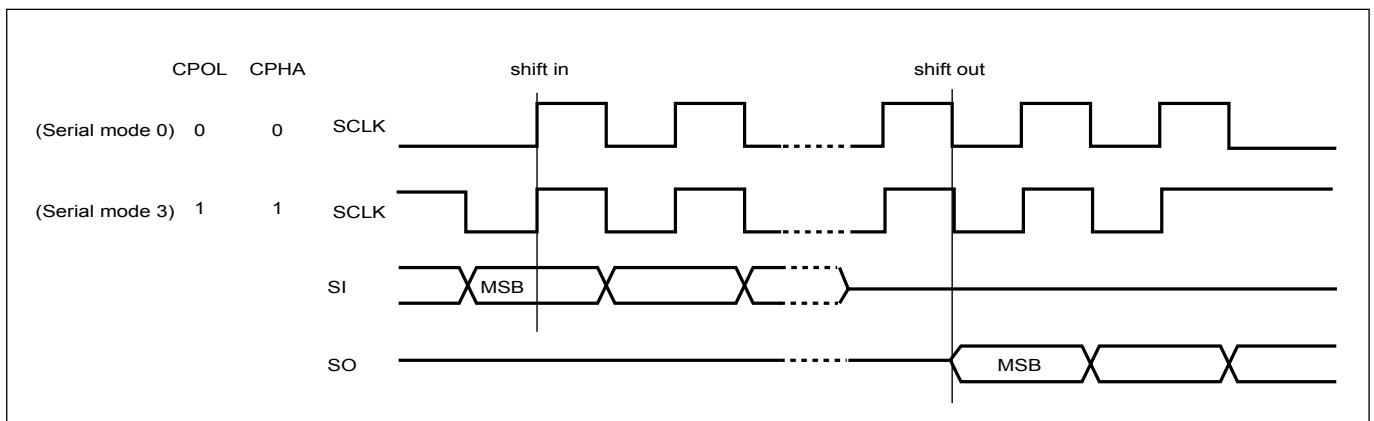 CPOL CPHA shift in shift out
(Serial mode 0) 0 0 SCLK
(Serial mode 3) 1 1 SCLK
SI MSB
SO MSB